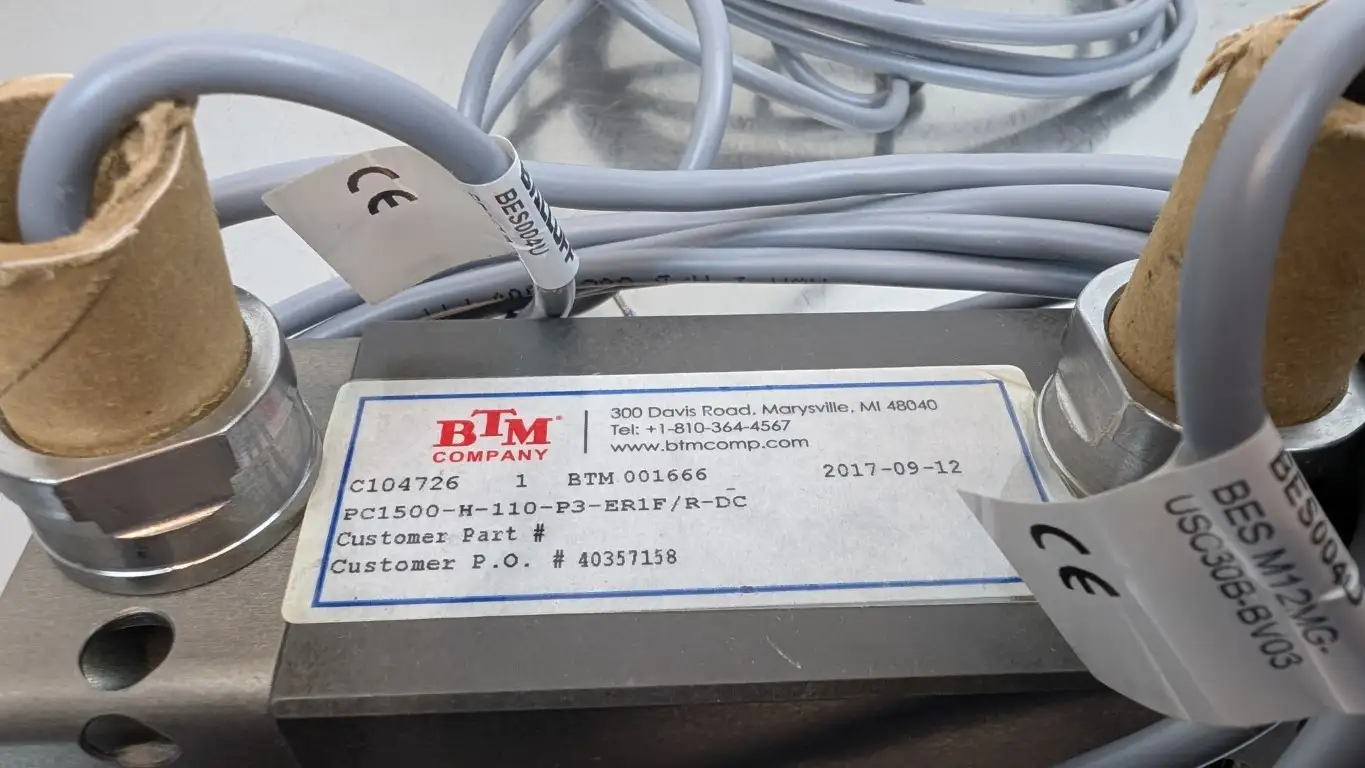 CE
BES004U
BTM®
COMPANY
300 Davis Road, Marysville, MI 48040
Tel: +1-810-364-4567
www.btmcomp.com
C104726 1 BTM 001666 _ 2017-09-12
PC1500-H-110-P3-ER1F/R-DC
Customer Part #
Customer P.O. # 40357158
CE
BES004U
BES M12MG-
USC30B-BV03